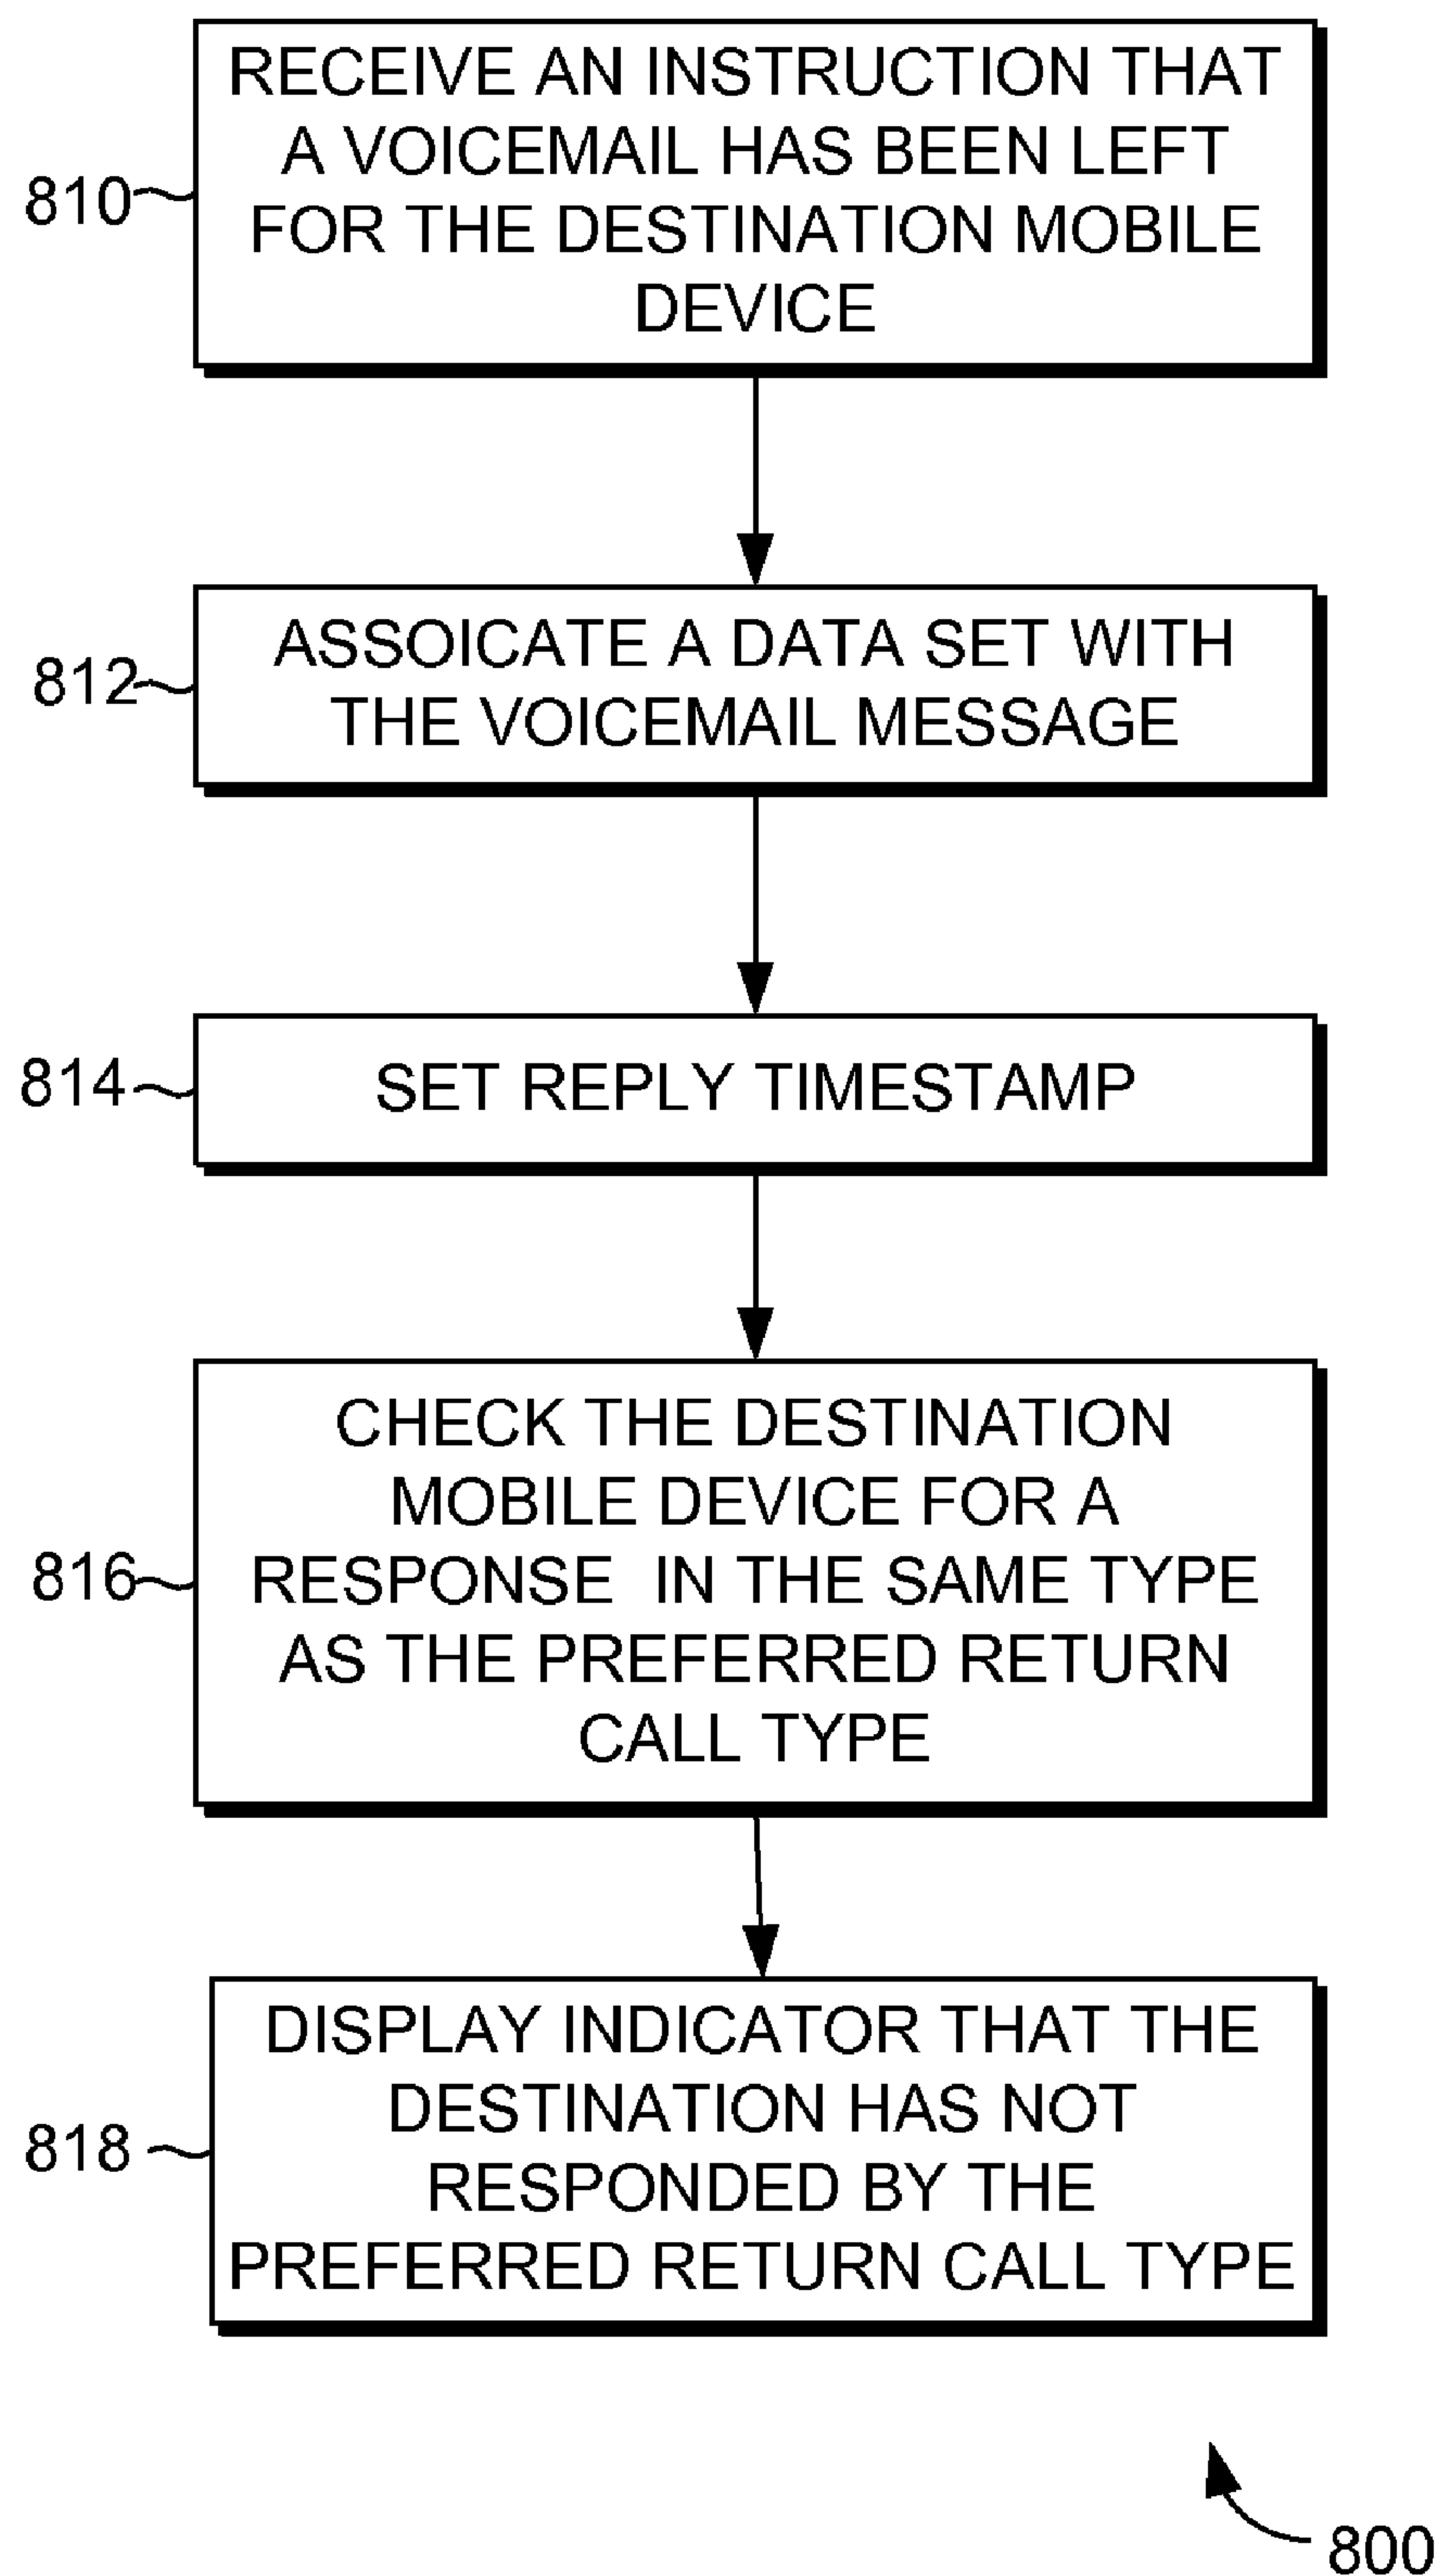 RECEIVE AN INSTRUCTION THAT
A VOICEMAIL HAS BEEN LEFT
FOR THE DESTINATION MOBILE
DEVICE
810
ASSOICATE A DATA SET WITH
THE VOICEMAIL MESSAGE
812
SET REPLY TIMESTAMP
814
CHECK THE DESTINATION
MOBILE DEVICE FOR A
RESPONSE IN THE SAME TYPE
AS THE PREFERRED RETURN
CALL TYPE
816
DISPLAY INDICATOR THAT THE
DESTINATION HAS NOT
RESPONDED BY THE
PREFERRED RETURN CALL TYPE
818
800